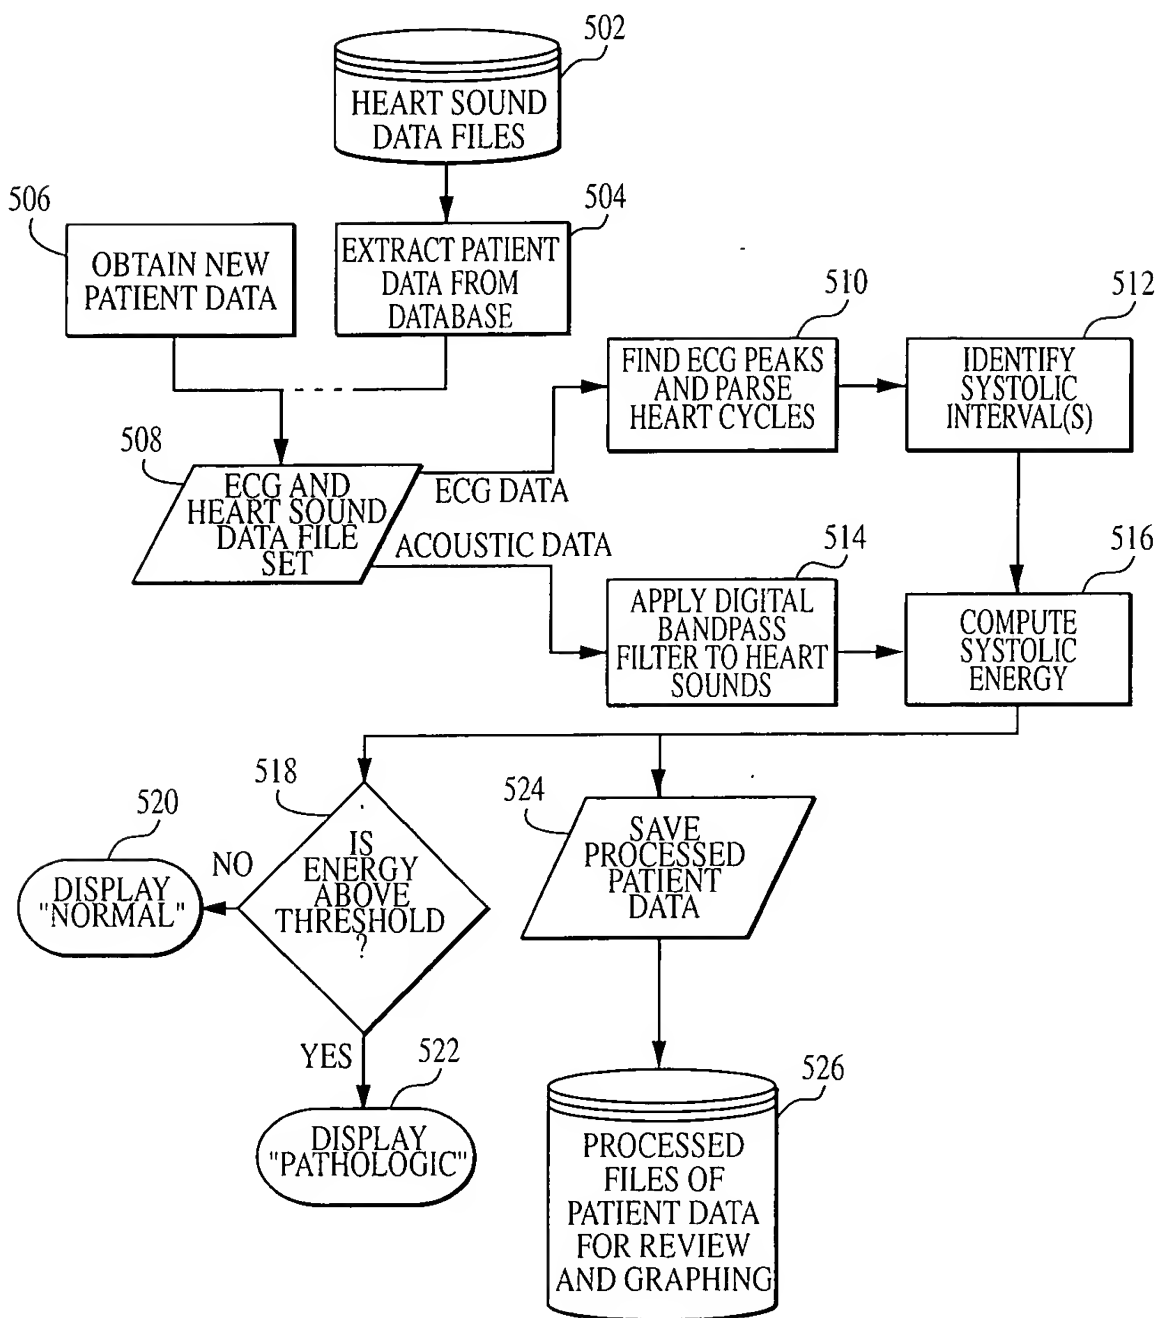 502
HEART SOUND
DATA FILES
506
504
OBTAIN NEW
PATIENT DATA
EXTRACT PATIENT
DATA FROM
DATABASE
510
512
FIND ECG PEAKS
AND PARSE
HEART CYCLES
IDENTIFY
SYSTOLIC
INTERVAL(S)
508
ECG AND
HEART SOUND
DATA FILE
SET
ECG DATA
ACOUSTIC DATA
514
516
APPLY DIGITAL
BANDPASS
FILTER TO HEART
SOUNDS
COMPUTE
SYSTOLIC
ENERGY
518
524
520
NO
IS
ENERGY
ABOVE
THRESHOLD
?
SAVE
PROCESSED
PATIENT
DATA
DISPLAY
"NORMAL"
YES
522
526
DISPLAY
"PATHOLOGIC"
PROCESSED
FILES OF
PATIENT DATA
FOR REVIEW
AND GRAPHING